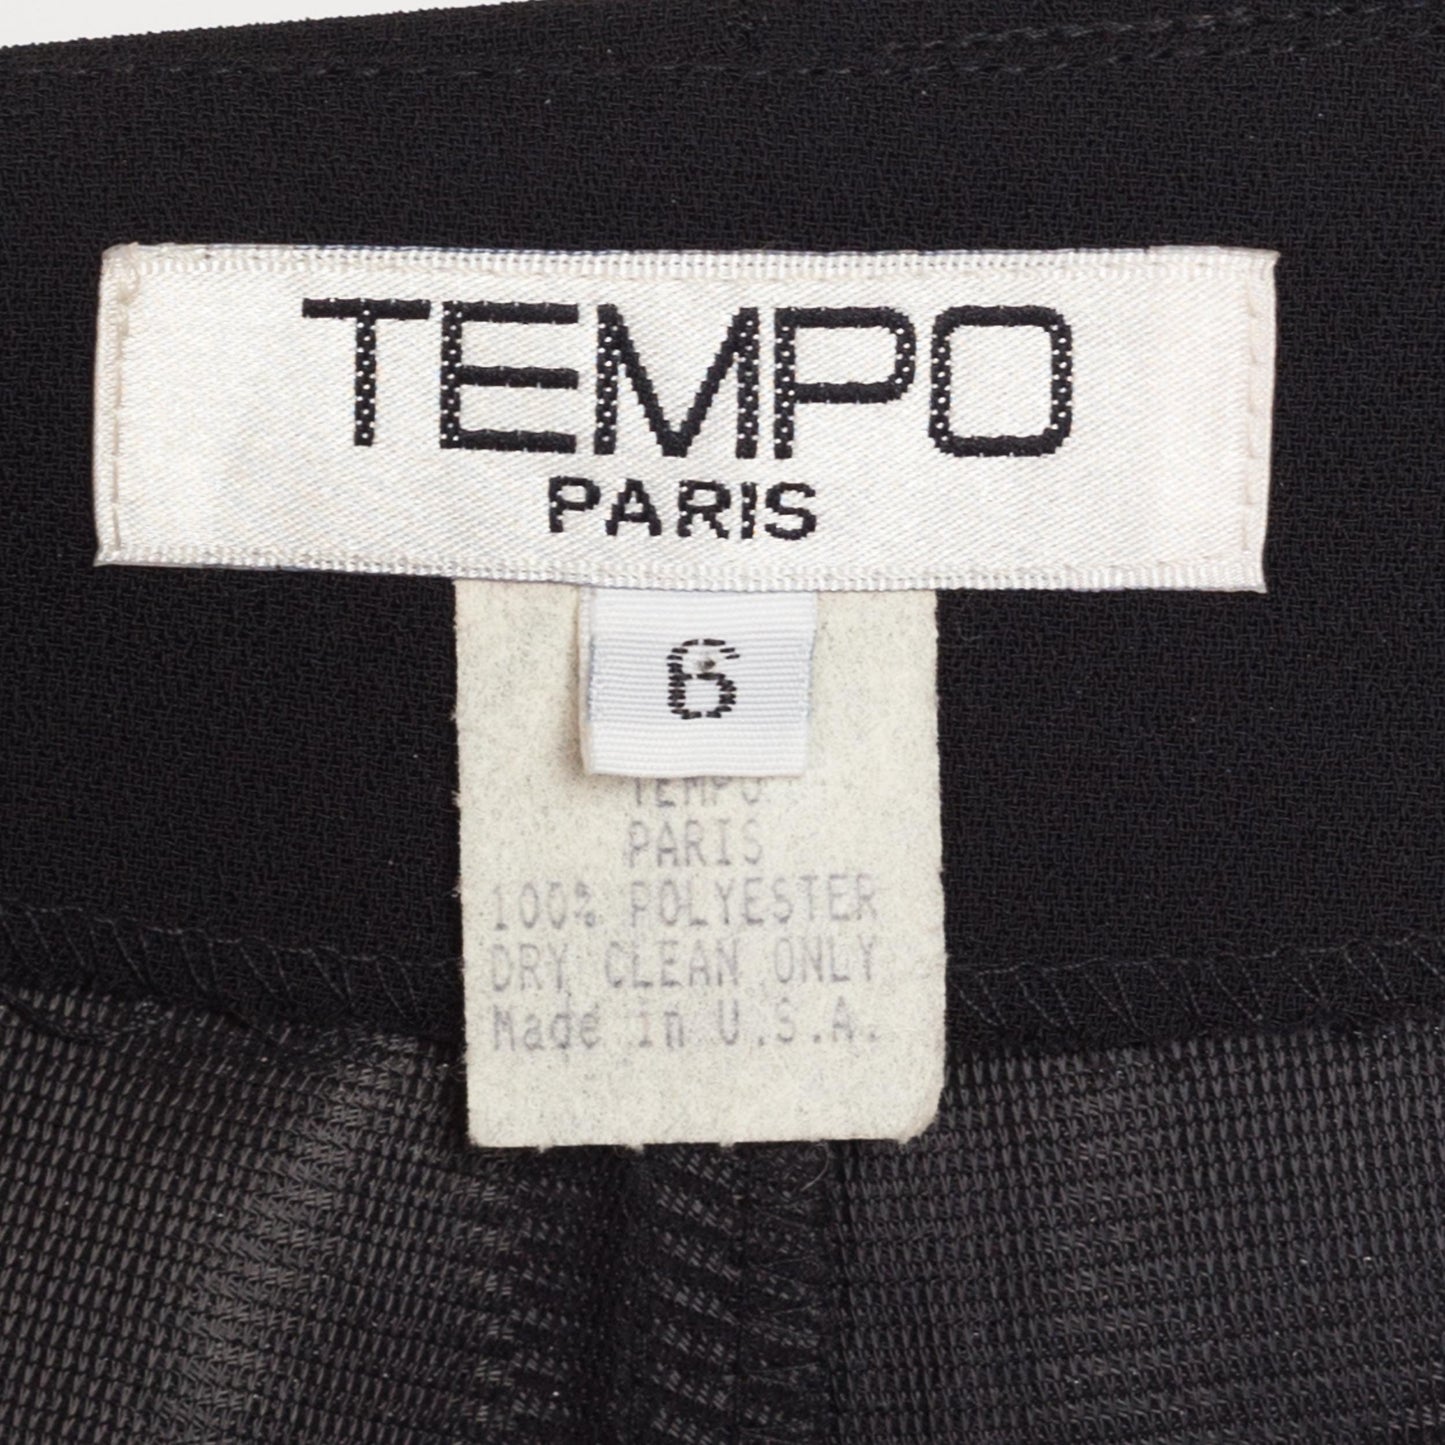 TEMPO
PARIS
6
TEMPO
PARIS
100% POLYESTER
DRY CLEAN ONLY
Made in U.S.A.